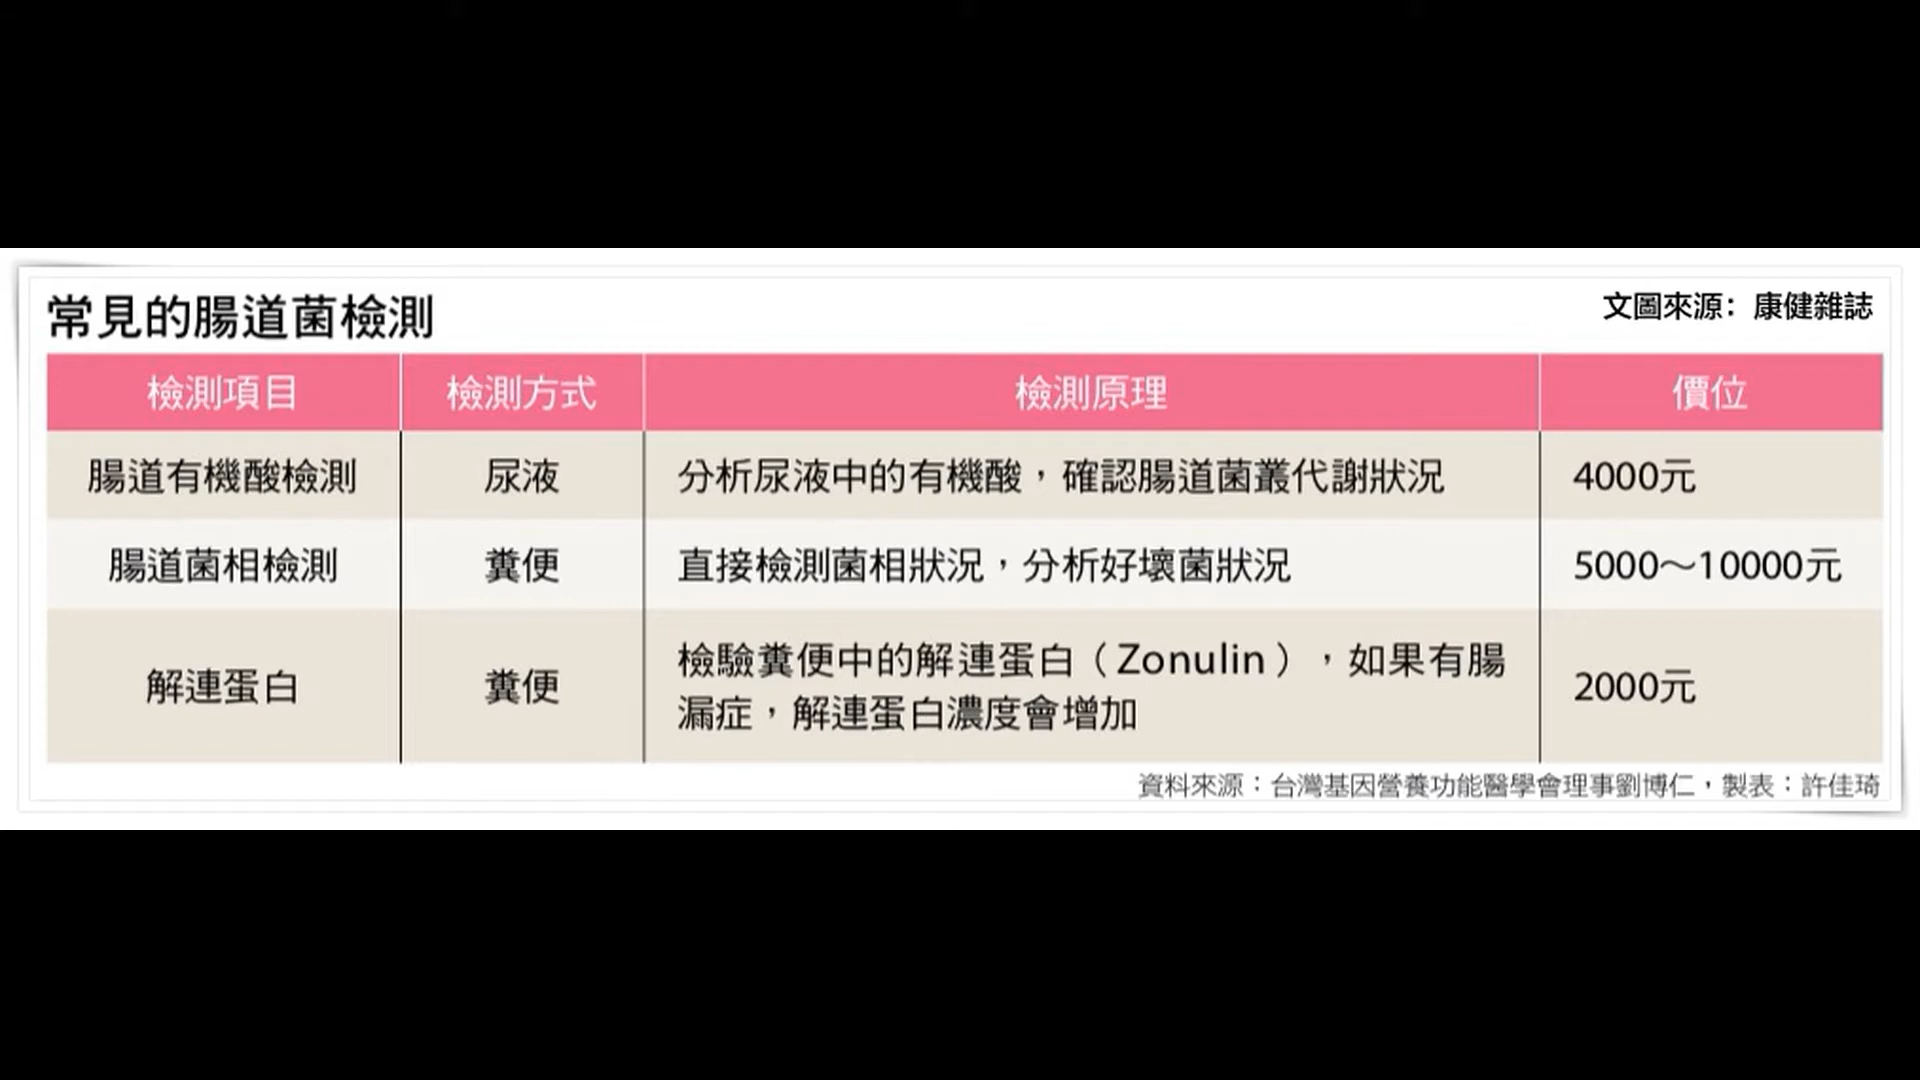 常見的腸道菌檢測
文圖來源：康健雜誌
檢測項目 檢測方式 檢測原理 價位
腸道有機酸檢測 尿液 分析尿液中的有機酸，確認腸道菌叢代謝狀況 4000元
腸道菌相檢測 糞便 直接檢測菌相狀況，分析好壞菌狀況 5000～10000元
解連蛋白 糞便 檢驗糞便中的解連蛋白（Zonulin），如果有腸
漏症，解連蛋白濃度會增加 2000元
資料來源：台灣基因營養功能醫學會理事劉博仁，製表：許佳琦